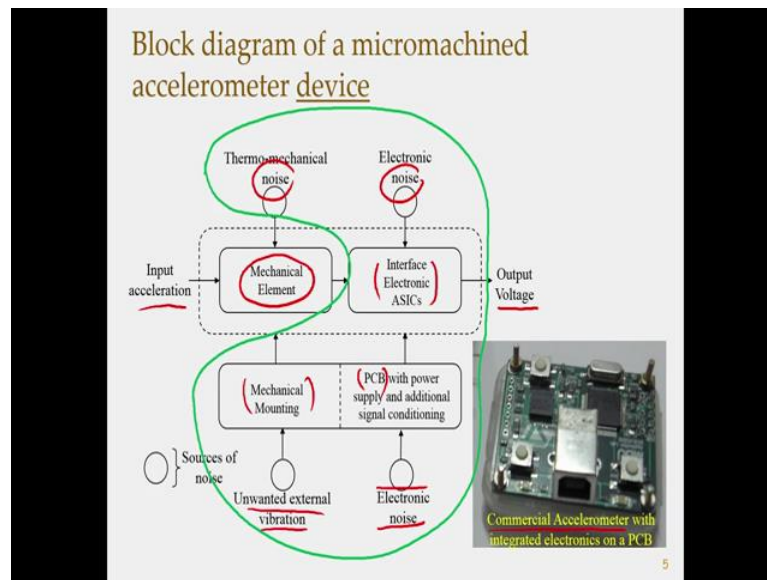 Block diagram of a micromachined
accelerometer device
Thermo-mechanical
noise
Electronic
noise
Input
acceleration
Mechanical
Element
Interface
Electronic
ASICs
Output
Voltage
Mechanical
Mounting
PCB with power
supply and additional
signal conditioning
Sources of
noise
Unwanted external
vibration
Electronic
noise
Commercial Accelerometer with
integrated electronics on a PCB
5